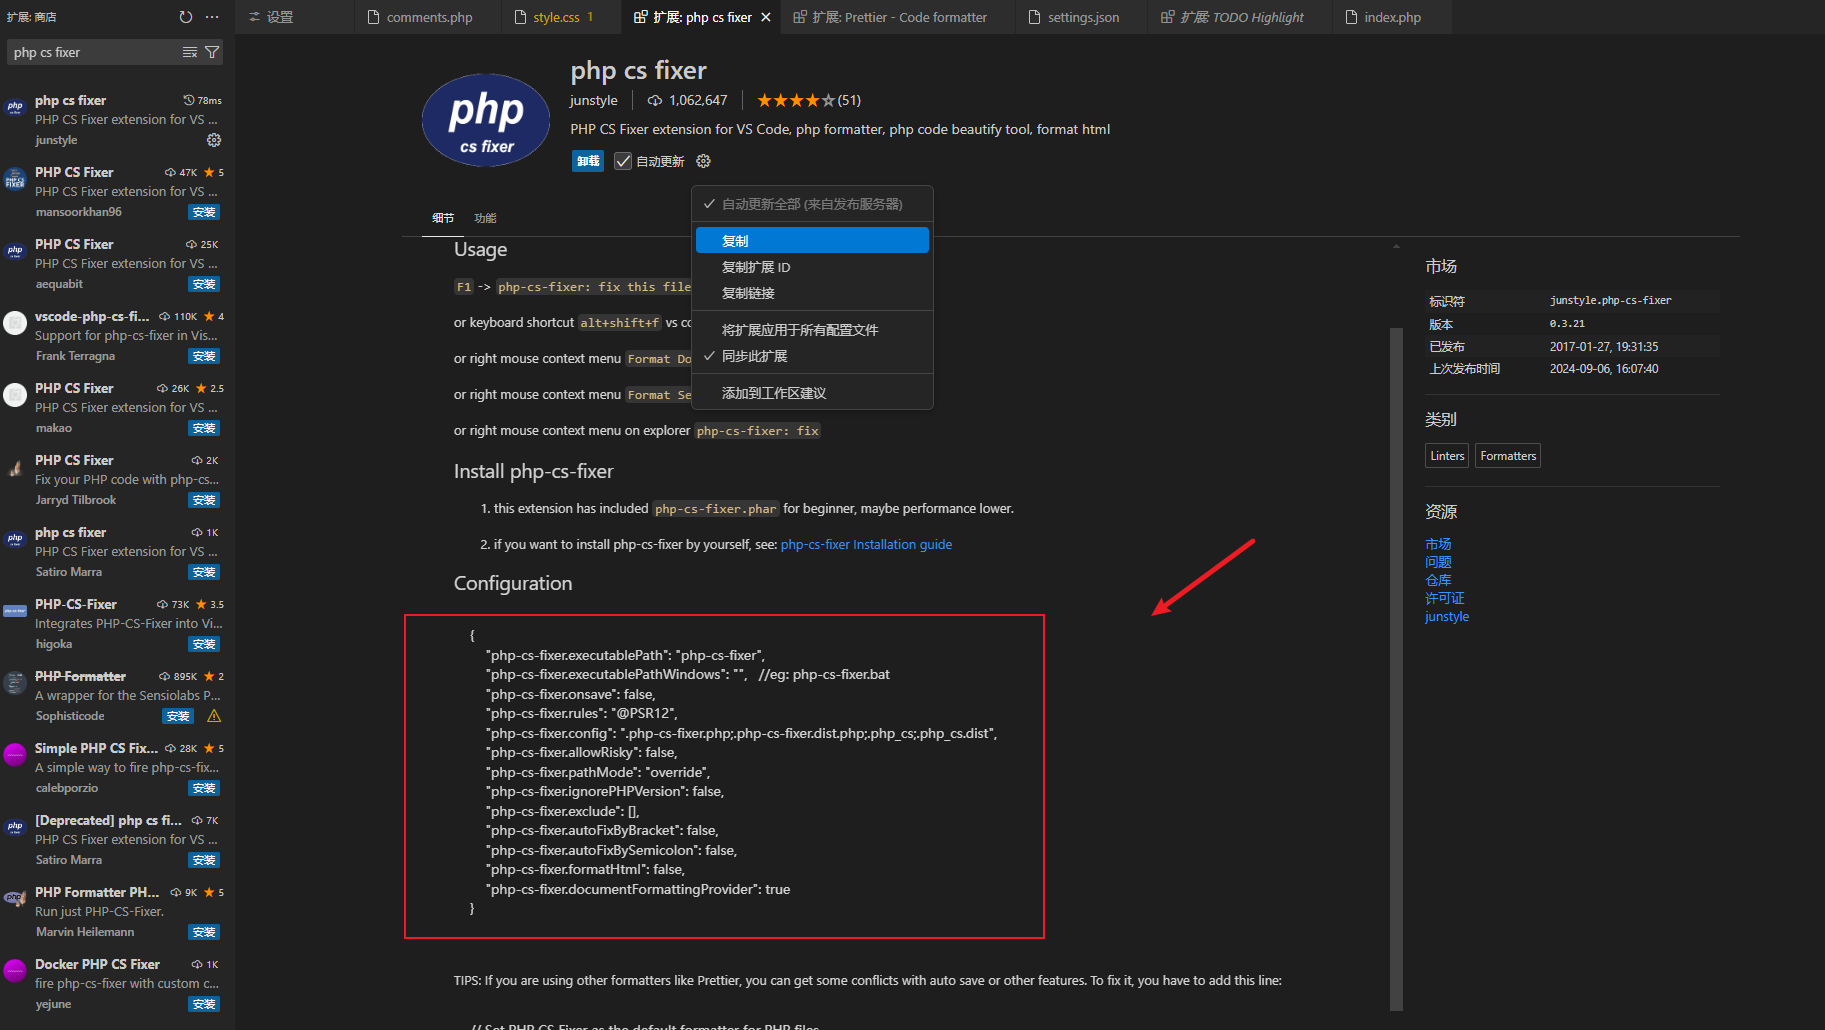 扩展: 商店
php cs fixer
php cs fixer
78ms
PHP CS Fixer extension for VS ...
junstyle
PHP CS Fixer
47K ★ 5
PHP CS Fixer extension for VS ...
mansoorkhan96
安装
PHP CS Fixer
25K
PHP CS Fixer extension for VS ...
aequabit
安装
vscode-php-cs-fi...
110K ★ 4
Support for php-cs-fixer in Vis...
Frank Terragna
安装
PHP CS Fixer
26K ★ 2.5
PHP CS Fixer extension for VS ...
makao
安装
PHP CS Fixer
2K
Fix your PHP code with php-cs...
Jarryd Tilbrook
安装
php cs fixer
1K
PHP CS Fixer extension for VS ...
Satiro Marra
安装
PHP-CS-Fixer
73K ★ 3.5
Integrates PHP-CS-Fixer into Vi...
higoka
安装
PHP Formatter
895K ★ 2
A wrapper for the Sensiolabs P...
Sophisticode
安装
Simple PHP CS Fix...
28K ★ 5
A simple way to fire php-cs-fix...
calebporzio
安装
[Deprecated] php cs fi...
7K
PHP CS Fixer extension for VS ...
Satiro Marra
安装
PHP Formatter PH...
9K ★ 5
Run just PHP-CS-Fixer.
Marvin Heilemann
安装
Docker PHP CS Fixer
1K
fire php-cs-fixer with custom c...
yejune
安装
设置
comments.php
style.css 1
扩展: php cs fixer
扩展: Prettier - Code formatter
settings.json
扩展: TODO Highlight
index.php
php
cs fixer
php cs fixer
junstyle
1,062,647
★★★★☆(51)
PHP CS Fixer extension for VS Code, php formatter, php code beautify tool, format html
卸载
自动更新
自动更新全部 (来自发布服务器)
复制
复制扩展 ID
复制链接
将扩展应用于所有配置文件
同步此扩展
添加到工作区建议
细节
功能
Usage
F1 -> php-cs-fixer: fix this file
or keyboard shortcut alt+shift+f vs co
or right mouse context menu Format Do
or right mouse context menu Format Se
or right mouse context menu on explorer php-cs-fixer: fix
Install php-cs-fixer
1. this extension has included php-cs-fixer.phar for beginner, maybe performance lower.
2. if you want to install php-cs-fixer by yourself, see: php-cs-fixer Installation guide
Configuration
{
"php-cs-fixer.executablePath": "php-cs-fixer",
"php-cs-fixer.executablePathWindows": "", //eg: php-cs-fixer.bat
"php-cs-fixer.onsave": false,
"php-cs-fixer.rules": "@PSR12",
"php-cs-fixer.config": ".php-cs-fixer.php;.php-cs-fixer.dist.php;.php_cs;.php_cs.dist",
"php-cs-fixer.allowRisky": false,
"php-cs-fixer.pathMode": "override",
"php-cs-fixer.ignorePHPVersion": false,
"php-cs-fixer.exclude": [],
"php-cs-fixer.autoFixByBracket": false,
"php-cs-fixer.autoFixBySemicolon": false,
"php-cs-fixer.formatHtml": false,
"php-cs-fixer.documentFormattingProvider": true
}
TIPS: If you are using other formatters like Prettier, you can get some conflicts with auto save or other features. To fix it, you have to add this line:
// Set PHP CS Fixer as the default formatter for PHP files
市场
标识符
junstyle.php-cs-fixer
版本
0.3.21
已发布
2017-01-27, 19:31:35
上次发布时间
2024-09-06, 16:07:40
类别
Linters
Formatters
资源
市场
问题
仓库
许可证
junstyle